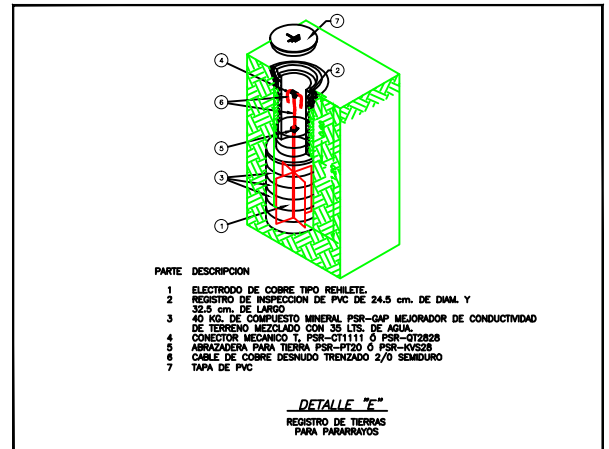 7
4
2
6
5
3
1
PARTE DESCRIPCION
1 ELECTRODO DE COBRE TIPO REHILETE.
2 REGISTRO DE INSPECCION DE PVC DE 24.5 cm. DE DIAM. Y
32.5 cm. DE LARGO
3 40 KG. DE COMPUESTO MINERAL PSR-GAP MEJORADOR DE CONDUCTIVIDAD
DE TERRENO MEZCLADO CON 35 LTS. DE AGUA.
4 CONECTOR MECANICO T, PSR-CT1111 Ó PSR-QT2828
5 ABRAZADERA PARA TIERRA PSR-PT20 Ó PSR-KVS28
6 CABLE DE COBRE DESNUDO TRENZADO 2/0 SEMIDURO
7 TAPA DE PVC
DETALLE "E"
REGISTRO DE TIERRAS
PARA PARARRAYOS